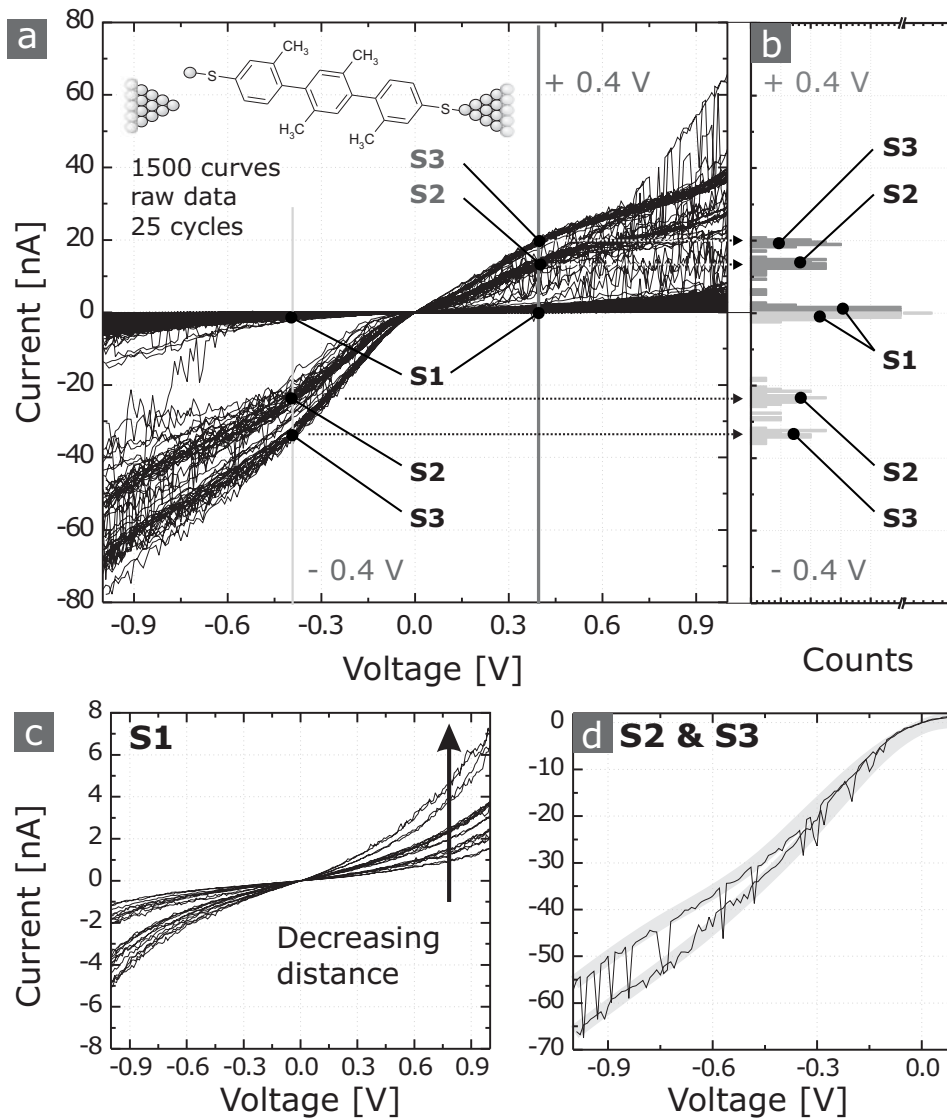 a
b
80
60
40
20
0
-20
-40
-60
-80
Current [nA]
CH₃
CH₃
S
S
H₃C
CH₃
H₃C
CH₃
1500 curves
raw data
25 cycles
+ 0.4 V
+ 0.4 V
S3
S2
S3
S2
S1
S1
S2
S3
S2
S3
- 0.4 V
- 0.4 V
-0.9 -0.6 -0.3 0.0 0.3 0.6 0.9
Voltage [V]
Counts
c
S1
8
6
4
2
0
-2
-4
-6
-8
Current [nA]
Decreasing
distance
-0.9 -0.6 -0.3 0.0 0.3 0.6 0.9
Voltage [V]
d
S2 & S3
0
-10
-20
-30
-40
-50
-60
-70
-0.9 -0.6 -0.3 0.0
Voltage [V]